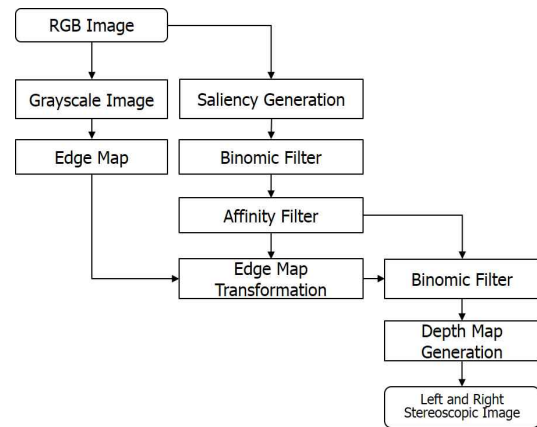 RGB Image
Grayscale Image
Saliency Generation
Edge Map
Binomic Filter
Affinity Filter
Edge Map
Transformation
Binomic Filter
Depth Map
Generation
Left and Right
Stereoscopic Image